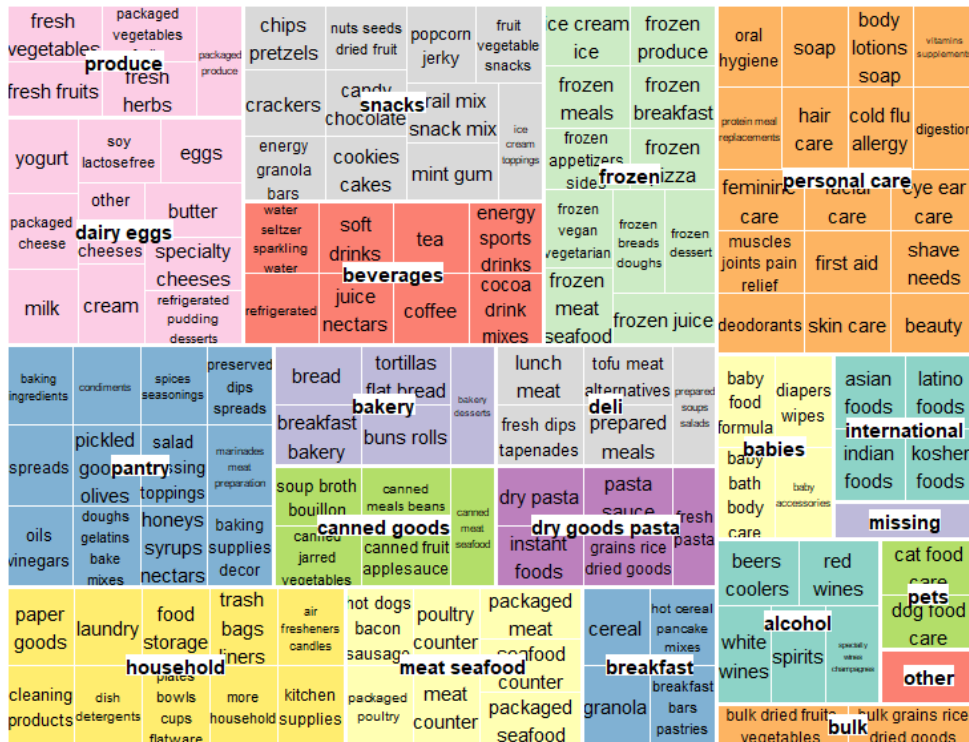 fresh
vegetables
packaged
vegetables
packaged
produce
produce
fresh fruits
fresh
herbs
chips
pretzels
nuts seeds
dried fruit
popcorn
jerky
fruit
vegetable
snacks
crackers
candy
chocolate
snacks
trail mix
snack mix
ice
cream
toppings
energy
granola
bars
cookies
cakes
mint gum
ice cream
ice
frozen
produce
frozen
meals
frozen
breakfast
frozen
appetizers
sides
frozen
pizza
frozen
frozen
vegan
vegetarian
frozen
breads
doughs
frozen
dessert
frozen
meat
seafood
frozen juice
oral
hygiene
soap
body
lotions
soap
vitamins
supplements
protein meal
replacements
hair
care
cold flu
allergy
digestion
feminine
care
personal care
facial
care
eye ear
care
muscles
joints pain
relief
first aid
shave
needs
deodorants
skin care
beauty
yogurt
soy
lactosefree
eggs
packaged
cheese
other
cheeses
dairy eggs
butter
specialty
cheeses
milk
cream
refrigerated
pudding
desserts
water
seltzer
sparkling
water
soft
drinks
tea
energy
sports
drinks
beverages
refrigerated
juice
nectars
coffee
cocoa
drink
mixes
baking
ingredients
condiments
spices
seasonings
preserved
dips
spreads
spreads
pickled
goods
olives
pantry
salad
dressing
toppings
marinades
meat
preparation
oils
vinegars
doughs
gelatins
bake
mixes
honeys
syrups
nectars
baking
supplies
decor
bread
tortillas
flat bread
bakery
bakery
desserts
breakfast
bakery
buns rolls
lunch
meat
tofu meat
alternatives
prepared
soups
salads
deli
fresh dips
tapenades
prepared
meals
baby
food
formula
diapers
wipes
babies
baby
bath
body
care
baby
accessories
asian
foods
latino
foods
international
indian
foods
kosher
foods
missing
soup broth
bouillon
canned
meals beans
canned
meat
seafood
canned goods
canned
jarred
vegetables
canned fruit
applesauce
dry pasta
pasta
sauce
fresh
pasta
dry goods pasta
instant
foods
grains rice
dried goods
beers
coolers
red
wines
alcohol
white
wines
spirits
specialty
wines
champagnes
cat food
care
pets
dog food
care
other
paper
goods
laundry
food
storage
trash
bags
liners
air
fresheners
candles
household
cleaning
products
dish
detergents
plates
bowls
cups
flatware
more
household
kitchen
supplies
hot dogs
bacon
sausage
poultry
counter
packaged
meat
meat seafood
packaged
poultry
meat
counter
seafood
counter
packaged
seafood
cereal
hot cereal
pancake
mixes
breakfast
granola
breakfast
bars
pastries
bulk dried fruits
vegetables
bulk
bulk grains rice
dried goods